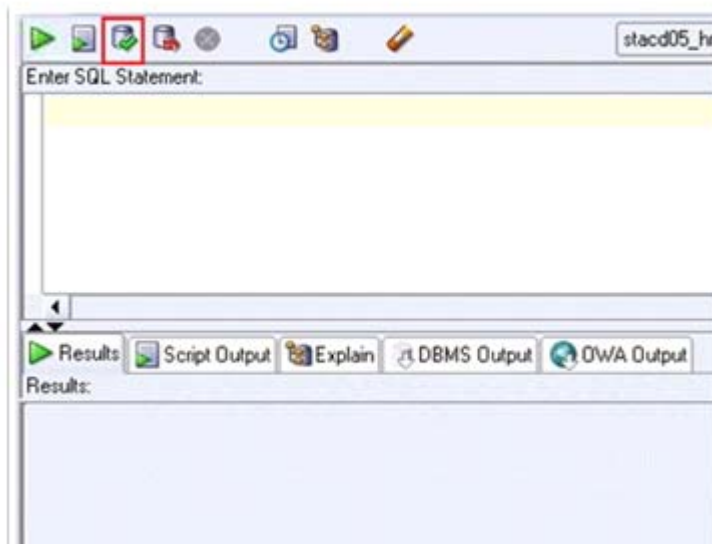 stacd05_h
Enter SQL Statement:
Results Script Output Explain DBMS Output OWA Output
Results: